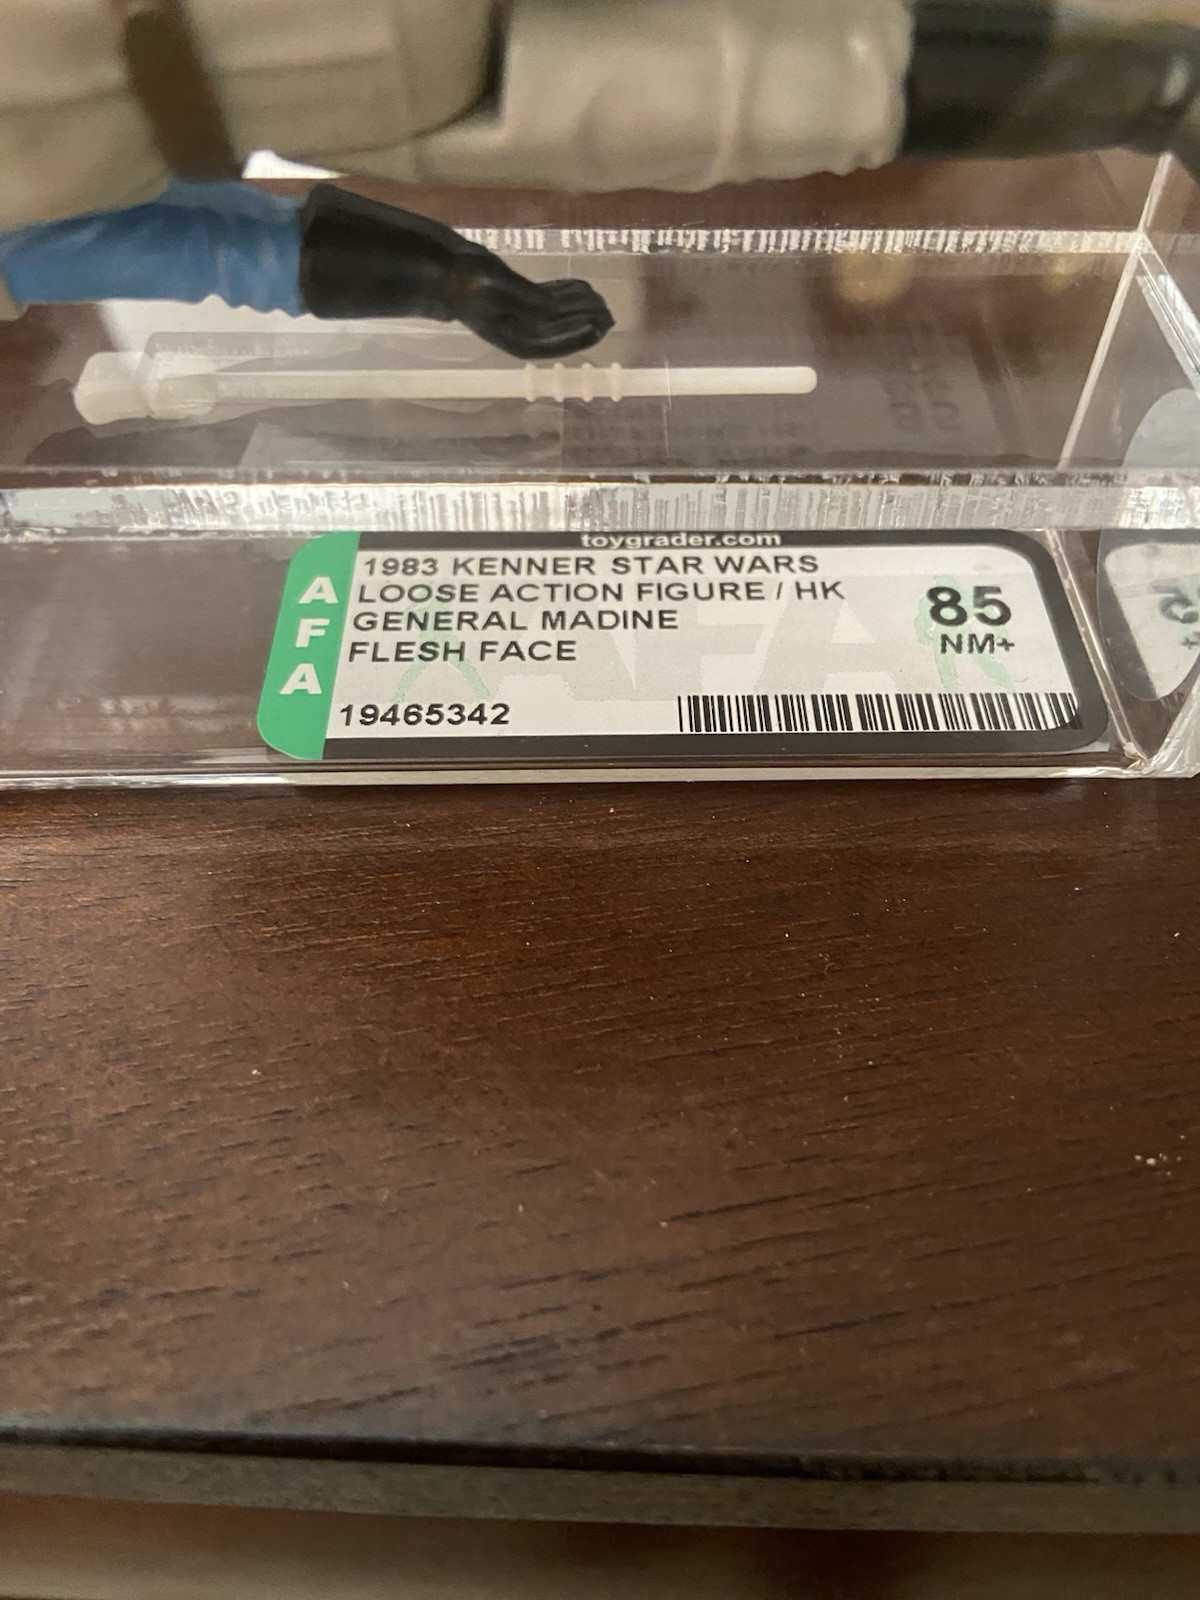 toygrader.com
AFA
1983 KENNER STAR WARS
LOOSE ACTION FIGURE / HK
GENERAL MADINE
FLESH FACE
85
NM+
19465342